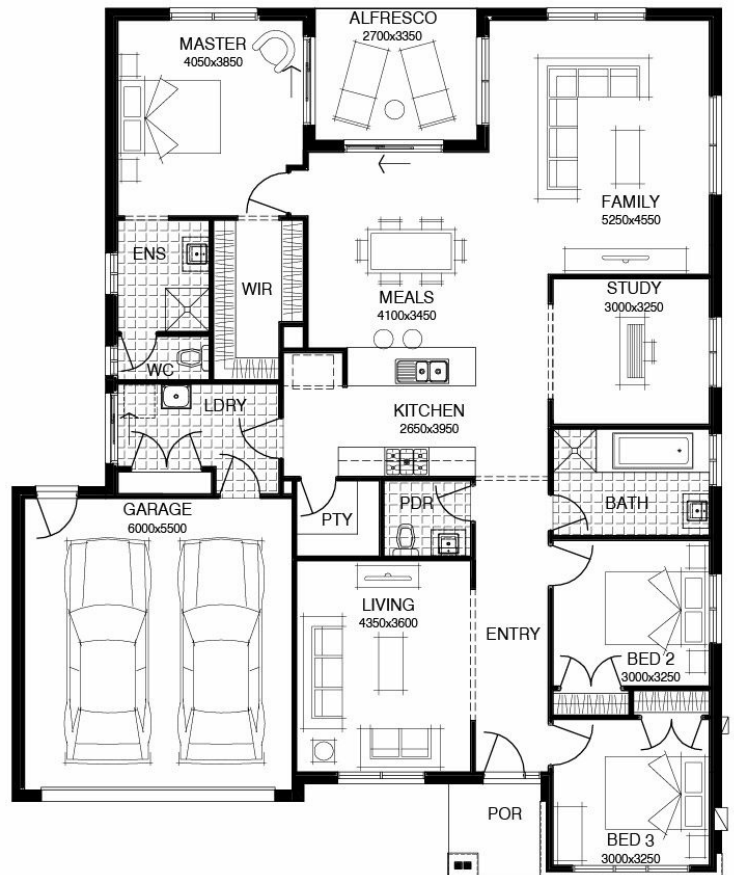 MASTER
4050x3850
ALFRESCO
2700x3350
FAMILY
5250x4550
ENS
WIR
MEALS
4100x3450
STUDY
3000x3250
WC
LDRY
KITCHEN
2650x3950
GARAGE
6000x5500
PTY
PDR
BATH
LIVING
4350x3600
ENTRY
BED 2
3000x3250
POR
BED 3
3000x3250